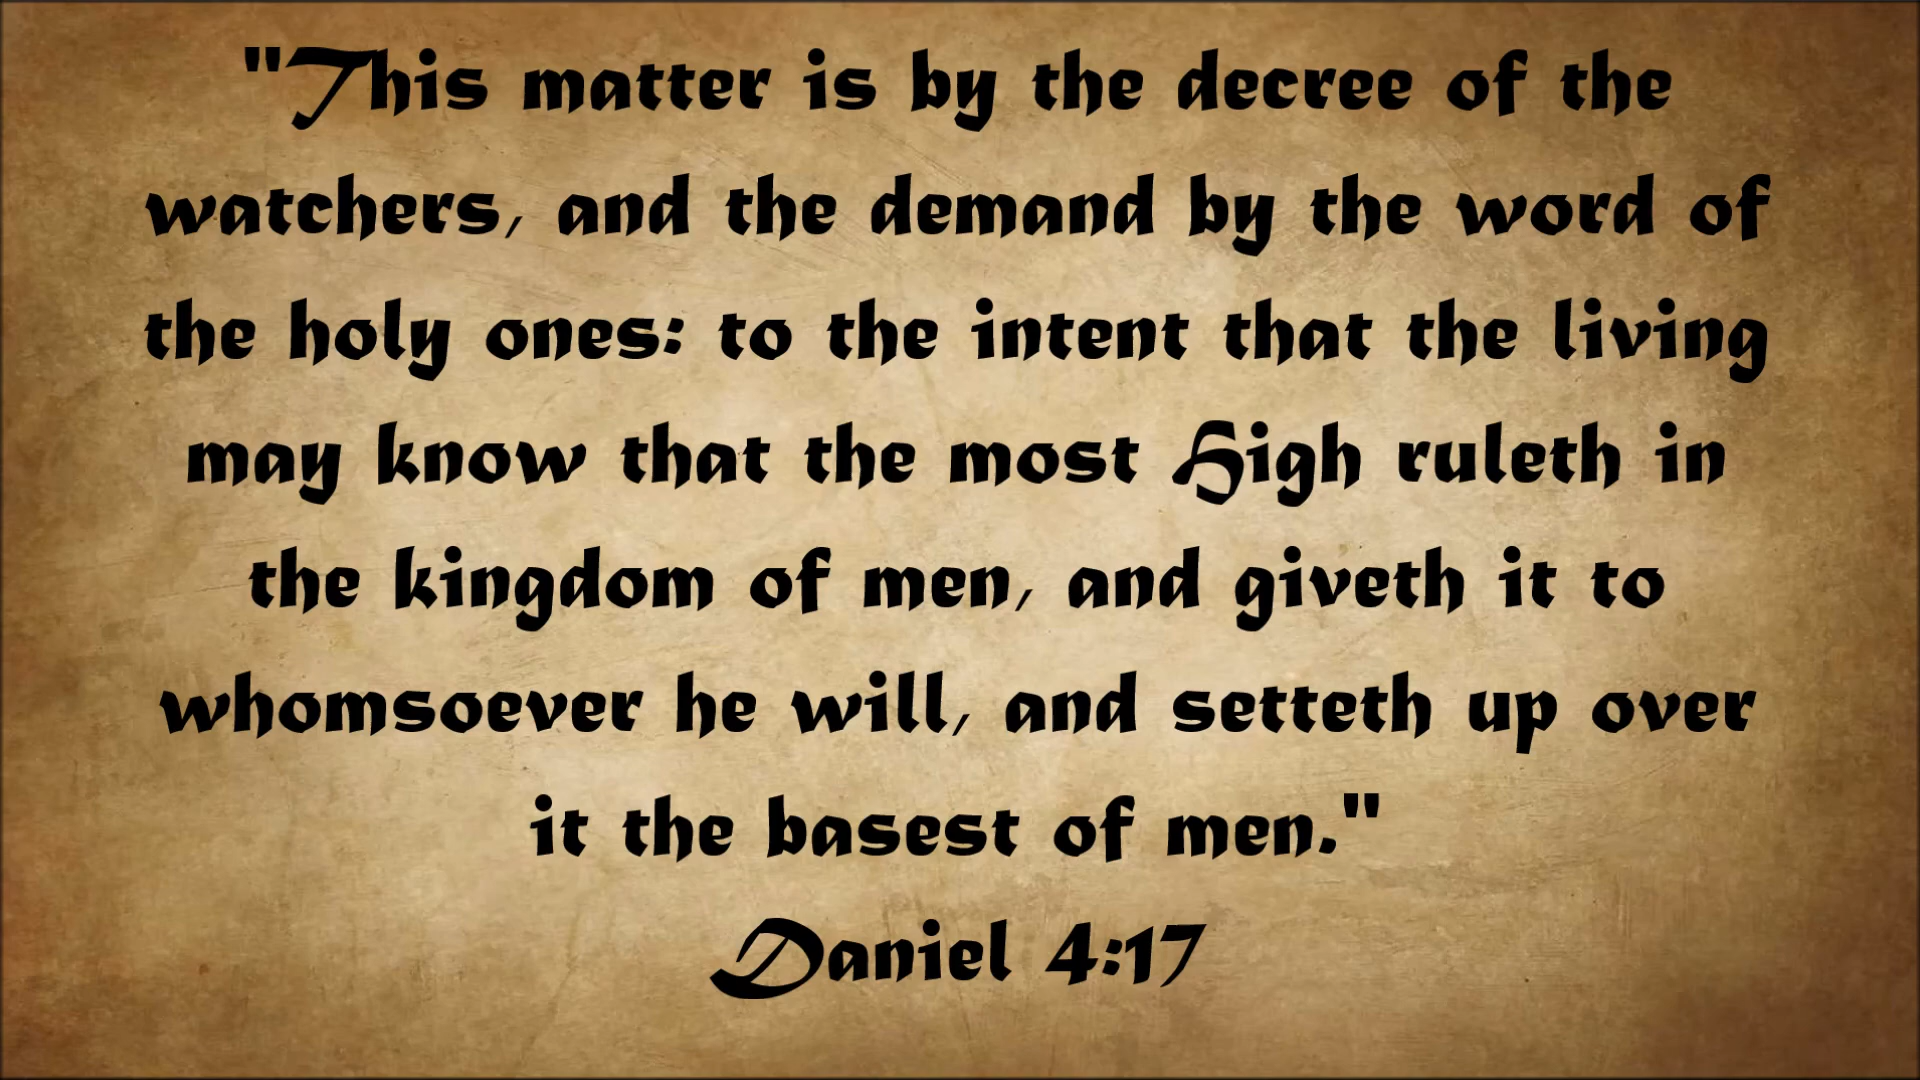 "This matter is by the decree of the
watchers, and the demand by the word of
the holy ones: to the intent that the living
may know that the most High ruleth in
the kingdom of men, and giveth it to
whomsoever he will, and setteth up over
it the basest of men."
Daniel 4:17